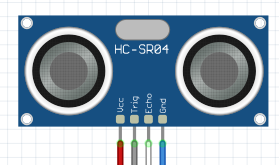 HC-SR04
Vcc
Trig
Echo
Gnd